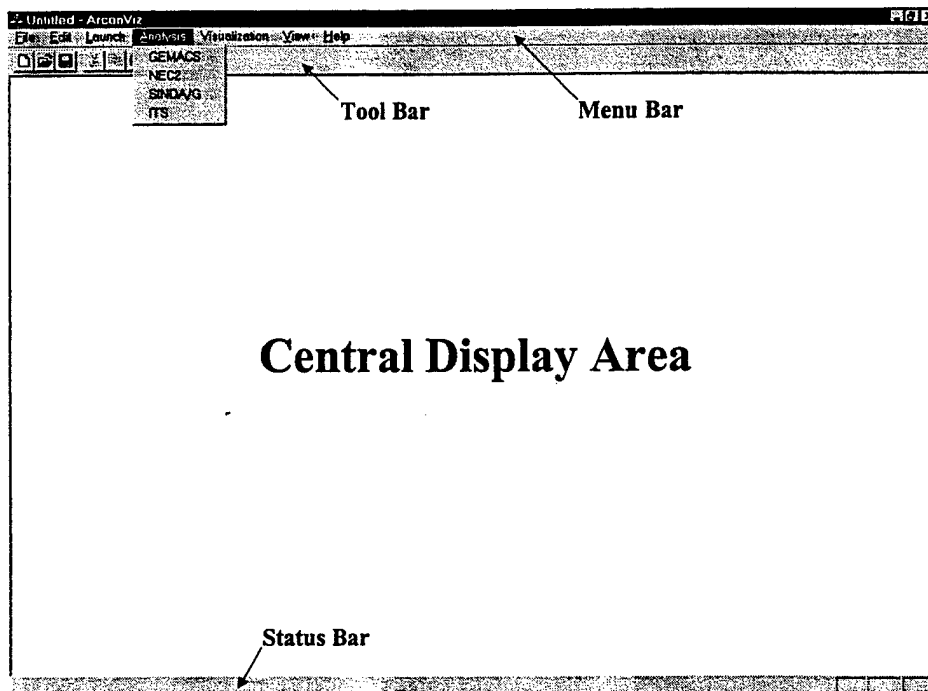 Untitled - ArconViz
Files Edit Launch Analysis Visualization View Help
GEMACS
NEC2
SINDA/G
ITS
Tool Bar
Menu Bar
Central Display Area
Status Bar